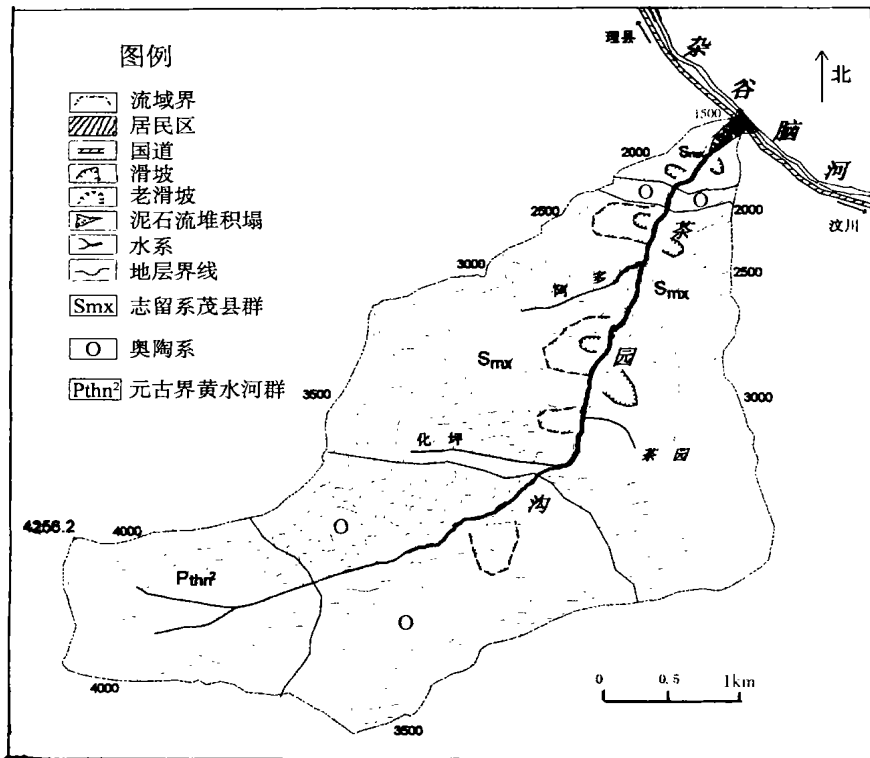 图例
流域界
居民区
国道
滑坡
老滑坡
泥石流堆积塌
水系
地层界线
Smx 志留系茂县群
O 奥陶系
Pthn² 元古界黄水河群
理县
杂
谷
脑
河
北
汶川
1500
2000
Smx
O
O
2000
2500
茶
2500
3000
阿多
Smx
Smx
园
3500
3000
化坪
茶园
沟
4256.2
4000
O
Pthn²
O
4000
3500
0 0.5 1km